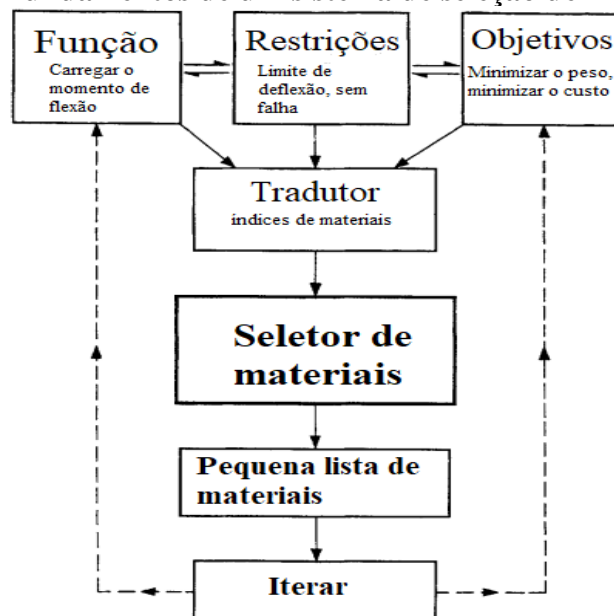 Função
Carregar o
momento de
flexão
Restrições
Limite de
deflexão, sem
falha
Objetivos
Minimizar o peso,
minimizar o custo
Tradutor
indices de materiais
Seletor de
materiais
Pequena lista de
materiais
Iterar